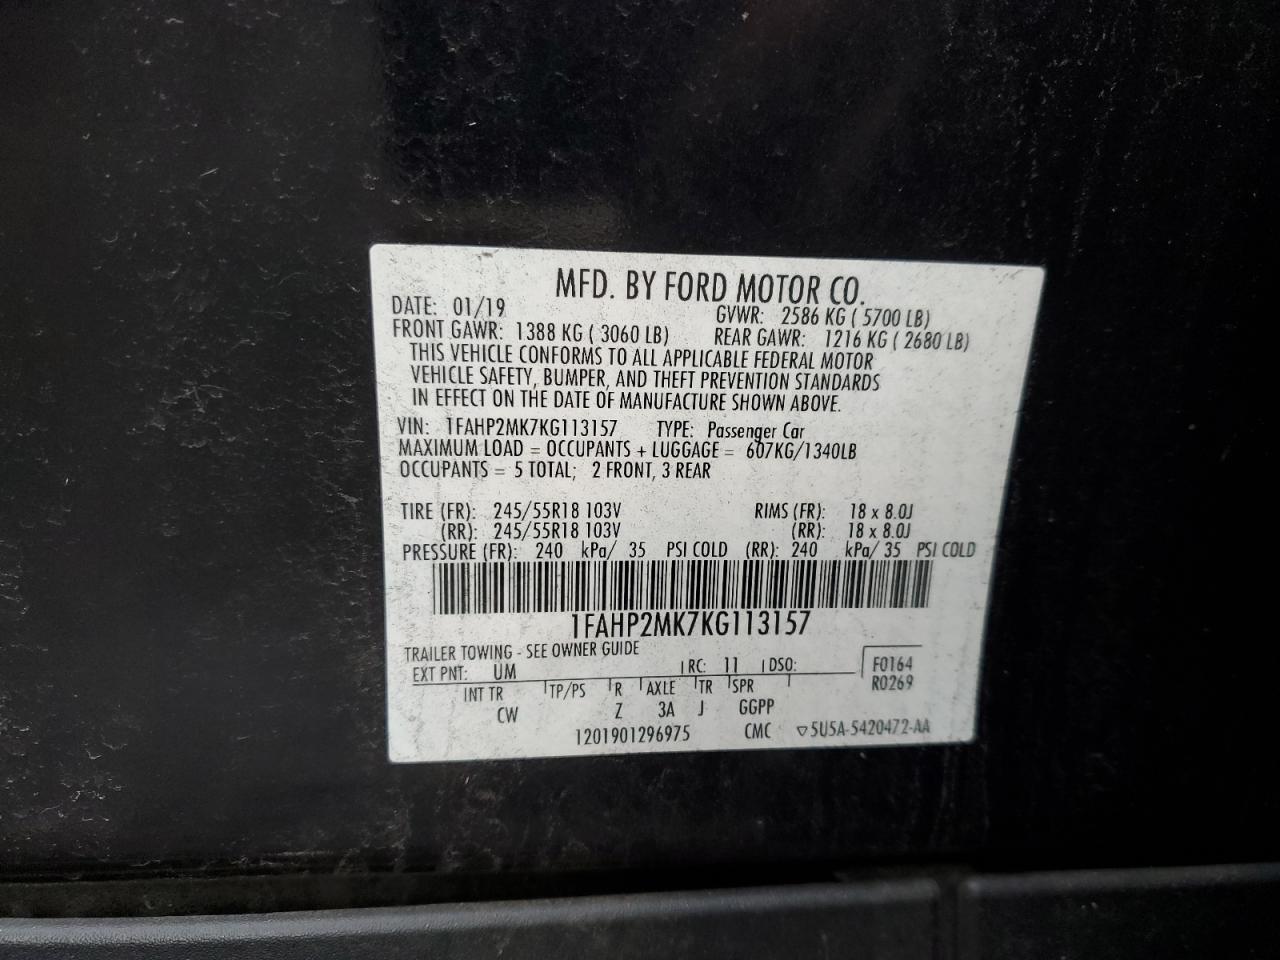 MFD. BY FORD MOTOR CO.
DATE: 01/19 GVWR: 2586 KG ( 5700 LB)
FRONT GAWR: 1388 KG ( 3060 LB) REAR GAWR: 1216 KG ( 2680 LB)
THIS VEHICLE CONFORMS TO ALL APPLICABLE FEDERAL MOTOR
VEHICLE SAFETY, BUMPER, AND THEFT PREVENTION STANDARDS
IN EFFECT ON THE DATE OF MANUFACTURE SHOWN ABOVE.
VIN: 1FAHP2MK7KG113157 TYPE: Passenger Car
MAXIMUM LOAD = OCCUPANTS + LUGGAGE = 607KG/1340LB
OCCUPANTS = 5 TOTAL; 2 FRONT, 3 REAR
TIRE (FR): 245/55R18 103V RIMS (FR): 18 x 8.0J
(RR): 245/55R18 103V (RR): 18 x 8.0J
PRESSURE (FR): 240 kPa/ 35 PSI COLD (RR): 240 kPa/ 35 PSI COLD
1FAHP2MK7KG113157
TRAILER TOWING - SEE OWNER GUIDE
EXT PNT: UM RC: 11 DSO: F0164
R0269
INT TR TP/PS R AXLE TR SPR
CW Z 3A J GGPP
1201901296975 CMC ▽5U5A-5420472-AA